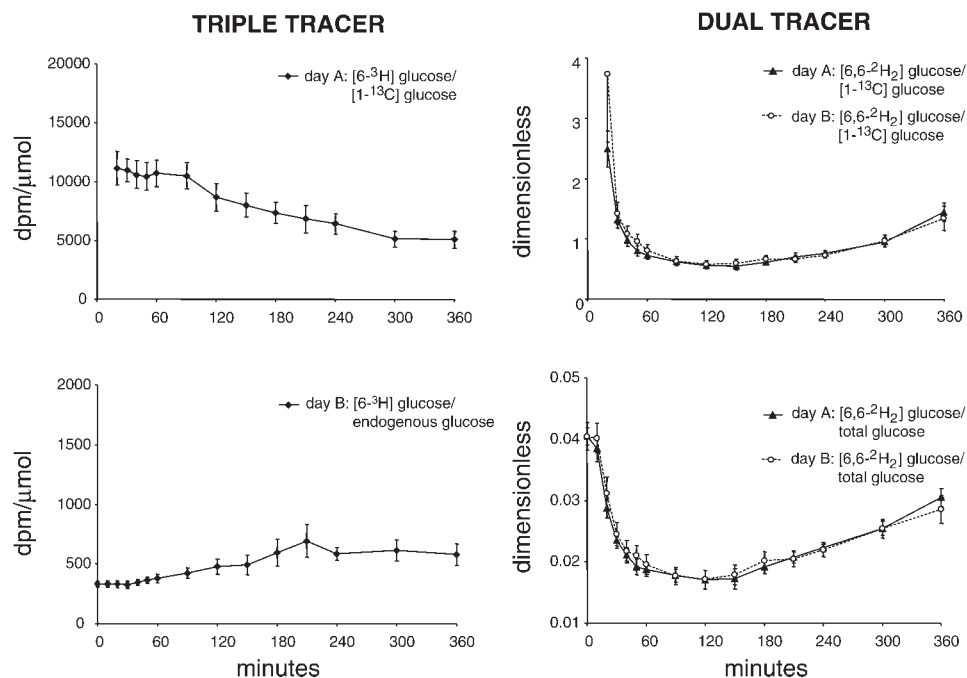 TRIPLE TRACER
20000
15000
10000
5000
0
dpm/μmol
day A: [6-³H] glucose/
[1-¹³C] glucose
0 60 120 180 240 300 360
DUAL TRACER
4
3
2
1
0
dimensionless
day A: [6,6-²H₂] glucose/
[1-¹³C] glucose
day B: [6,6-²H₂] glucose/
[1-¹³C] glucose
0 60 120 180 240 300 360
2000
1500
1000
500
0
dpm/μmol
day B: [6-³H] glucose/
endogenous glucose
0 60 120 180 240 300 360
minutes
0.05
0.04
0.03
0.02
0.01
dimensionless
day A: [6,6-²H₂] glucose/
total glucose
day B: [6,6-²H₂] glucose/
total glucose
0 60 120 180 240 300 360
minutes